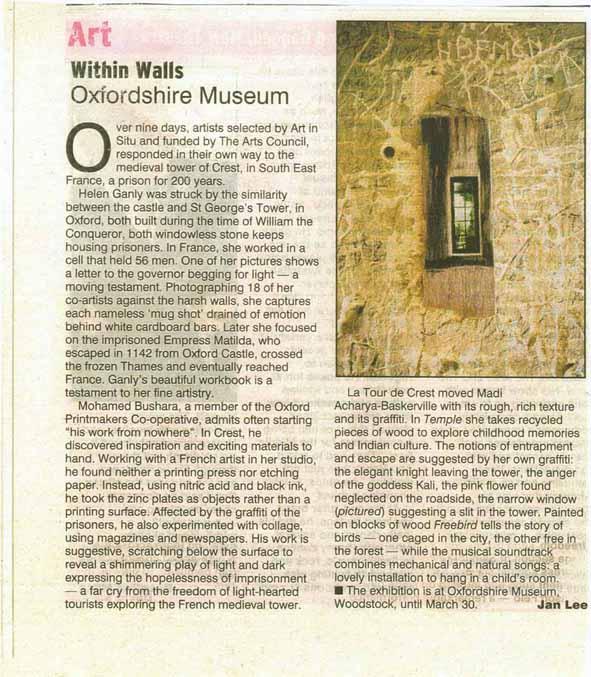 Art
Within Walls
Oxfordshire Museum
Over nine days, artists selected by Art in
Situ and funded by The Arts Council,
responded in their own way to the
medieval tower of Crest, in South East
France, a prison for 200 years.
Helen Ganly was struck by the similarity
between the castle and St George's Tower, in
Oxford, both built during the time of William the
Conqueror, both windowless stone keeps
housing prisoners. In France, she worked in a
cell that held 56 men. One of her pictures shows
a letter to the governor begging for light — a
moving testament. Photographing 18 of her
co-artists against the harsh walls, she captures
each nameless 'mug shot' drained of emotion
behind white cardboard bars. Later she focused
on the imprisoned Empress Matilda, who
escaped in 1142 from Oxford Castle, crossed
the frozen Thames and eventually reached
France. Ganly's beautiful workbook is a
testament to her fine artistry.
Mohamed Bushara, a member of the Oxford
Printmakers Co-operative, admits often starting
"his work from nowhere". In Crest, he
discovered inspiration and exciting materials to
hand. Working with a French artist in her studio,
he found neither a printing press nor etching
paper. Instead, using nitric acid and black ink,
he took the zinc plates as objects rather than a
printing surface. Affected by the graffiti of the
prisoners, he also experimented with collage,
using magazines and newspapers. His work is
suggestive, scratching below the surface to
reveal a shimmering play of light and dark
expressing the hopelessness of imprisonment
— a far cry from the freedom of light-hearted
tourists exploring the French medieval tower.
La Tour de Crest moved Madi
Acharya-Baskerville with its rough, rich texture
and its graffiti. In Temple she takes recycled
pieces of wood to explore childhood memories
and Indian culture. The notions of entrapment
and escape are suggested by her own graffiti:
the elegant knight leaving the tower, the anger
of the goddess Kali, the pink flower found
neglected on the roadside, the narrow window
(pictured) suggesting a slit in the tower. Painted
on blocks of wood Freebird tells the story of
birds — one caged in the city, the other free in
the forest — while the musical soundtrack
combines mechanical and natural songs: a
lovely installation to hang in a child's room.
■ The exhibition is at Oxfordshire Museum,
Woodstock, until March 30. Jan Lee